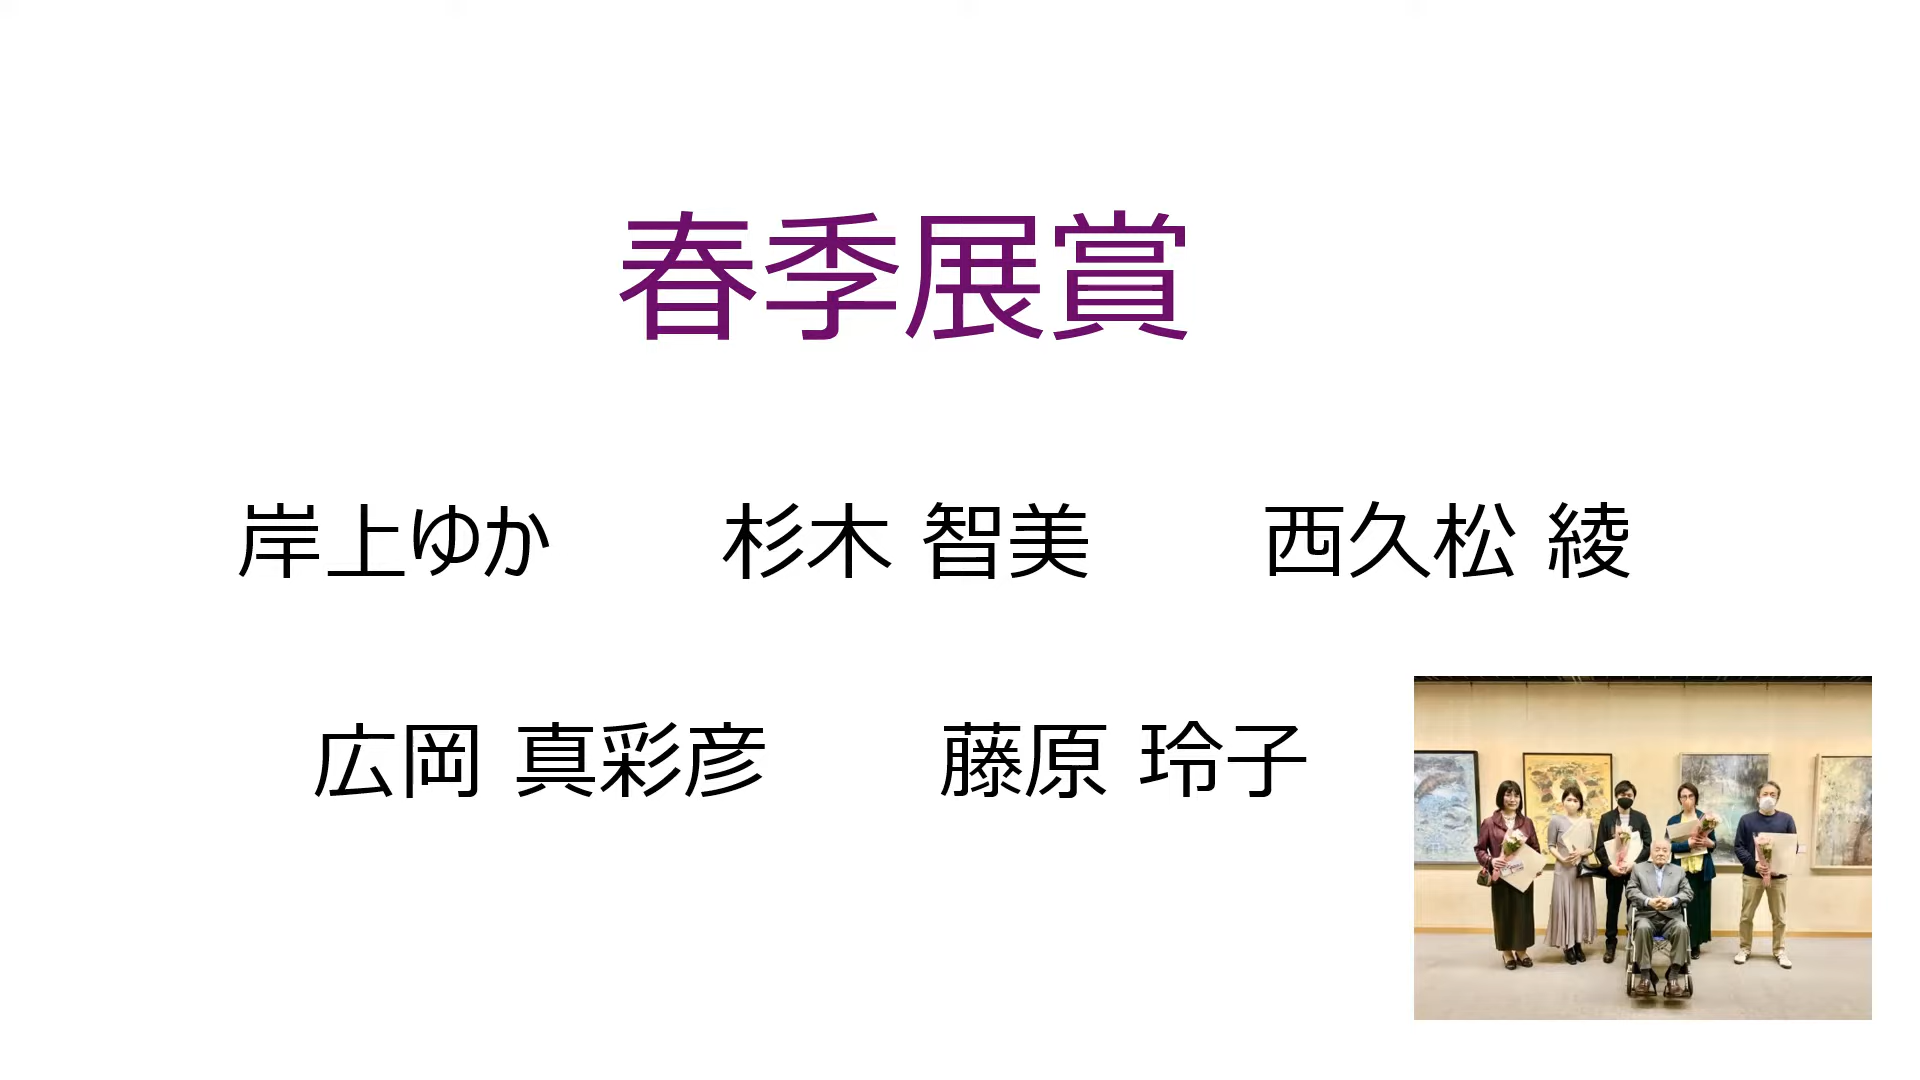 春季展賞
岸上ゆか 杉木 智美 西久松 綾
広岡 真彩彦 藤原 玲子